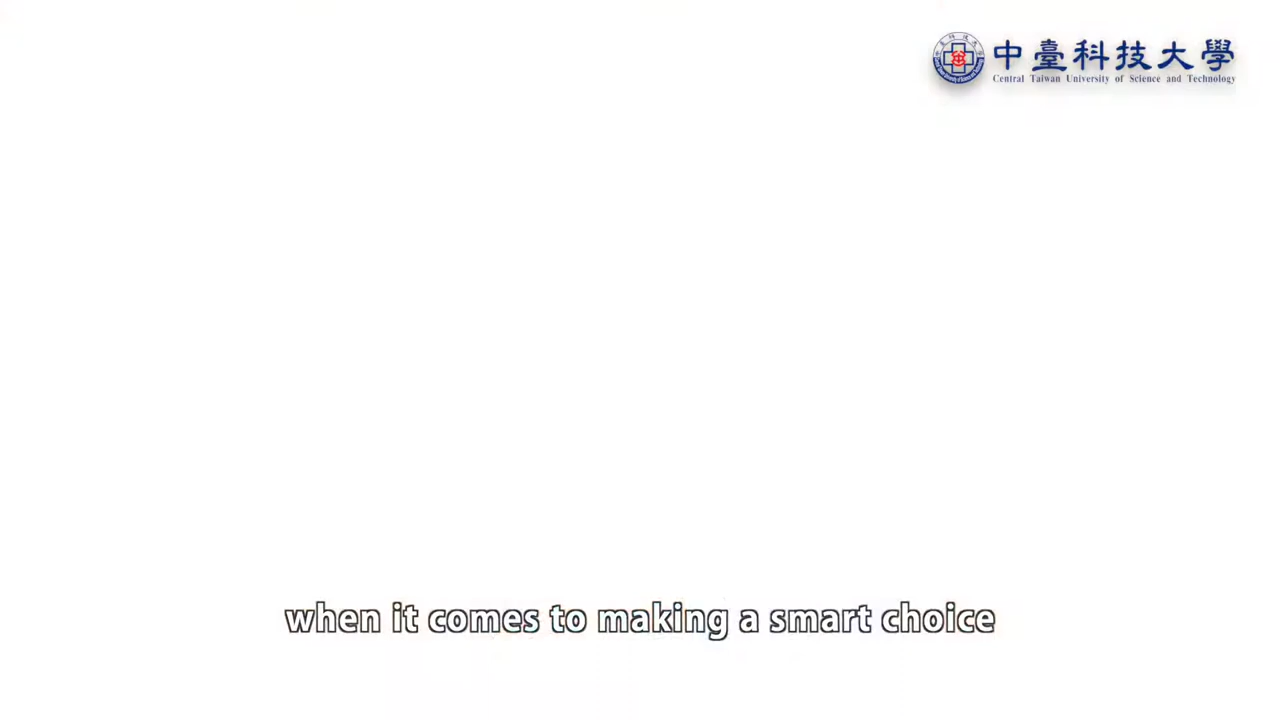 中臺科技大學
Central Taiwan University of Science and Technology
when it comes to making a smart choice